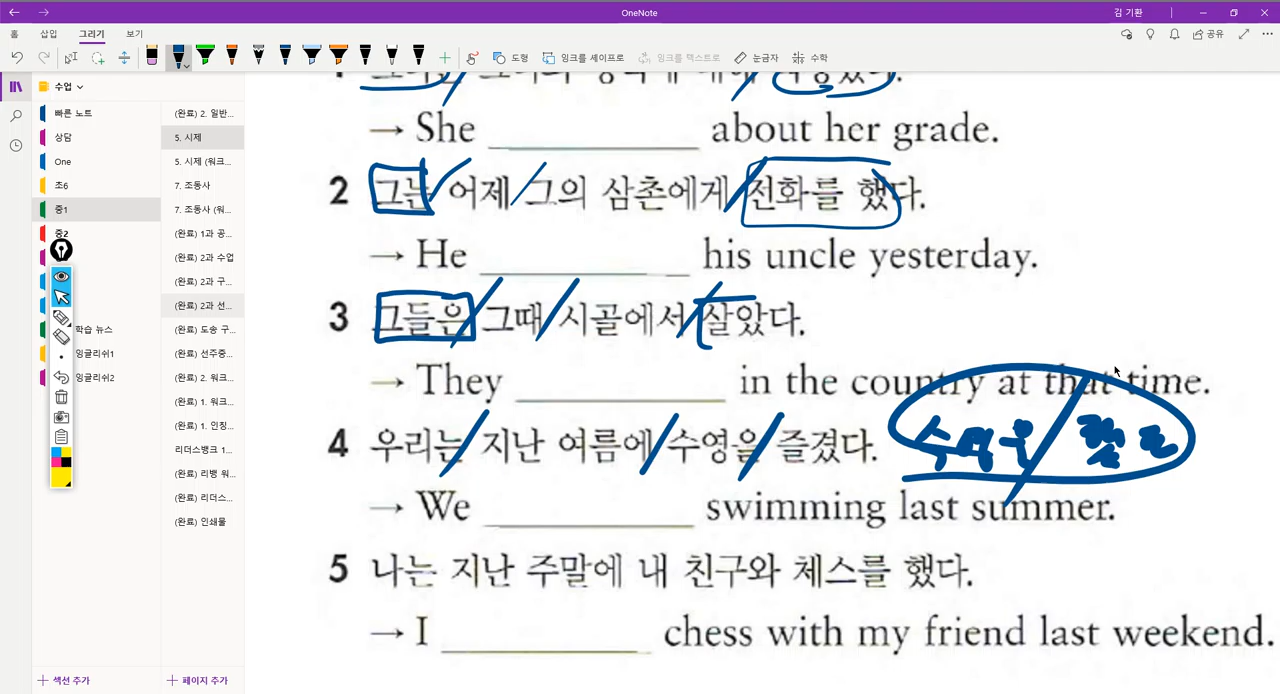 OneNote
김 기환
홈 삽입 그리기 보기
공유
도형 잉크를 셰이프로 잉크를 텍스트로 눈금자 수학
수업
빠른 노트
상담
One
초6
중1
중2
학습 뉴스
잉글리쉬1
잉글리쉬2
색션 추가
(완료) 2. 일반...
5. 시제
5. 시제 (워크...
7. 조동사
7. 조동사 (워...
(완료) 1과 공...
(완료) 2과 수업
(완료) 2과 구...
(완료) 2과 선...
(완료) 도송 구...
(완료) 선주중...
(완료) 2. 워크...
(완료) 1. 워크...
(완료) 1. 인칭...
리더스뱅크 1...
(완료) 리뱅 워...
(완료) 리더스...
(완료) 인쇄물
페이지 추가
→ She ____________ about her grade.
2 그는 어제 그의 삼촌에게 전화를 했다.
→ He ____________ his uncle yesterday.
3 그들은 그때 시골에서 살았다.
→ They ____________ in the country at that time.
4 우리는 지난 여름에 수영을 즐겼다.
→ We ____________ swimming last summer.
5 나는 지난 주말에 내 친구와 체스를 했다.
→ I ____________ chess with my friend last weekend.